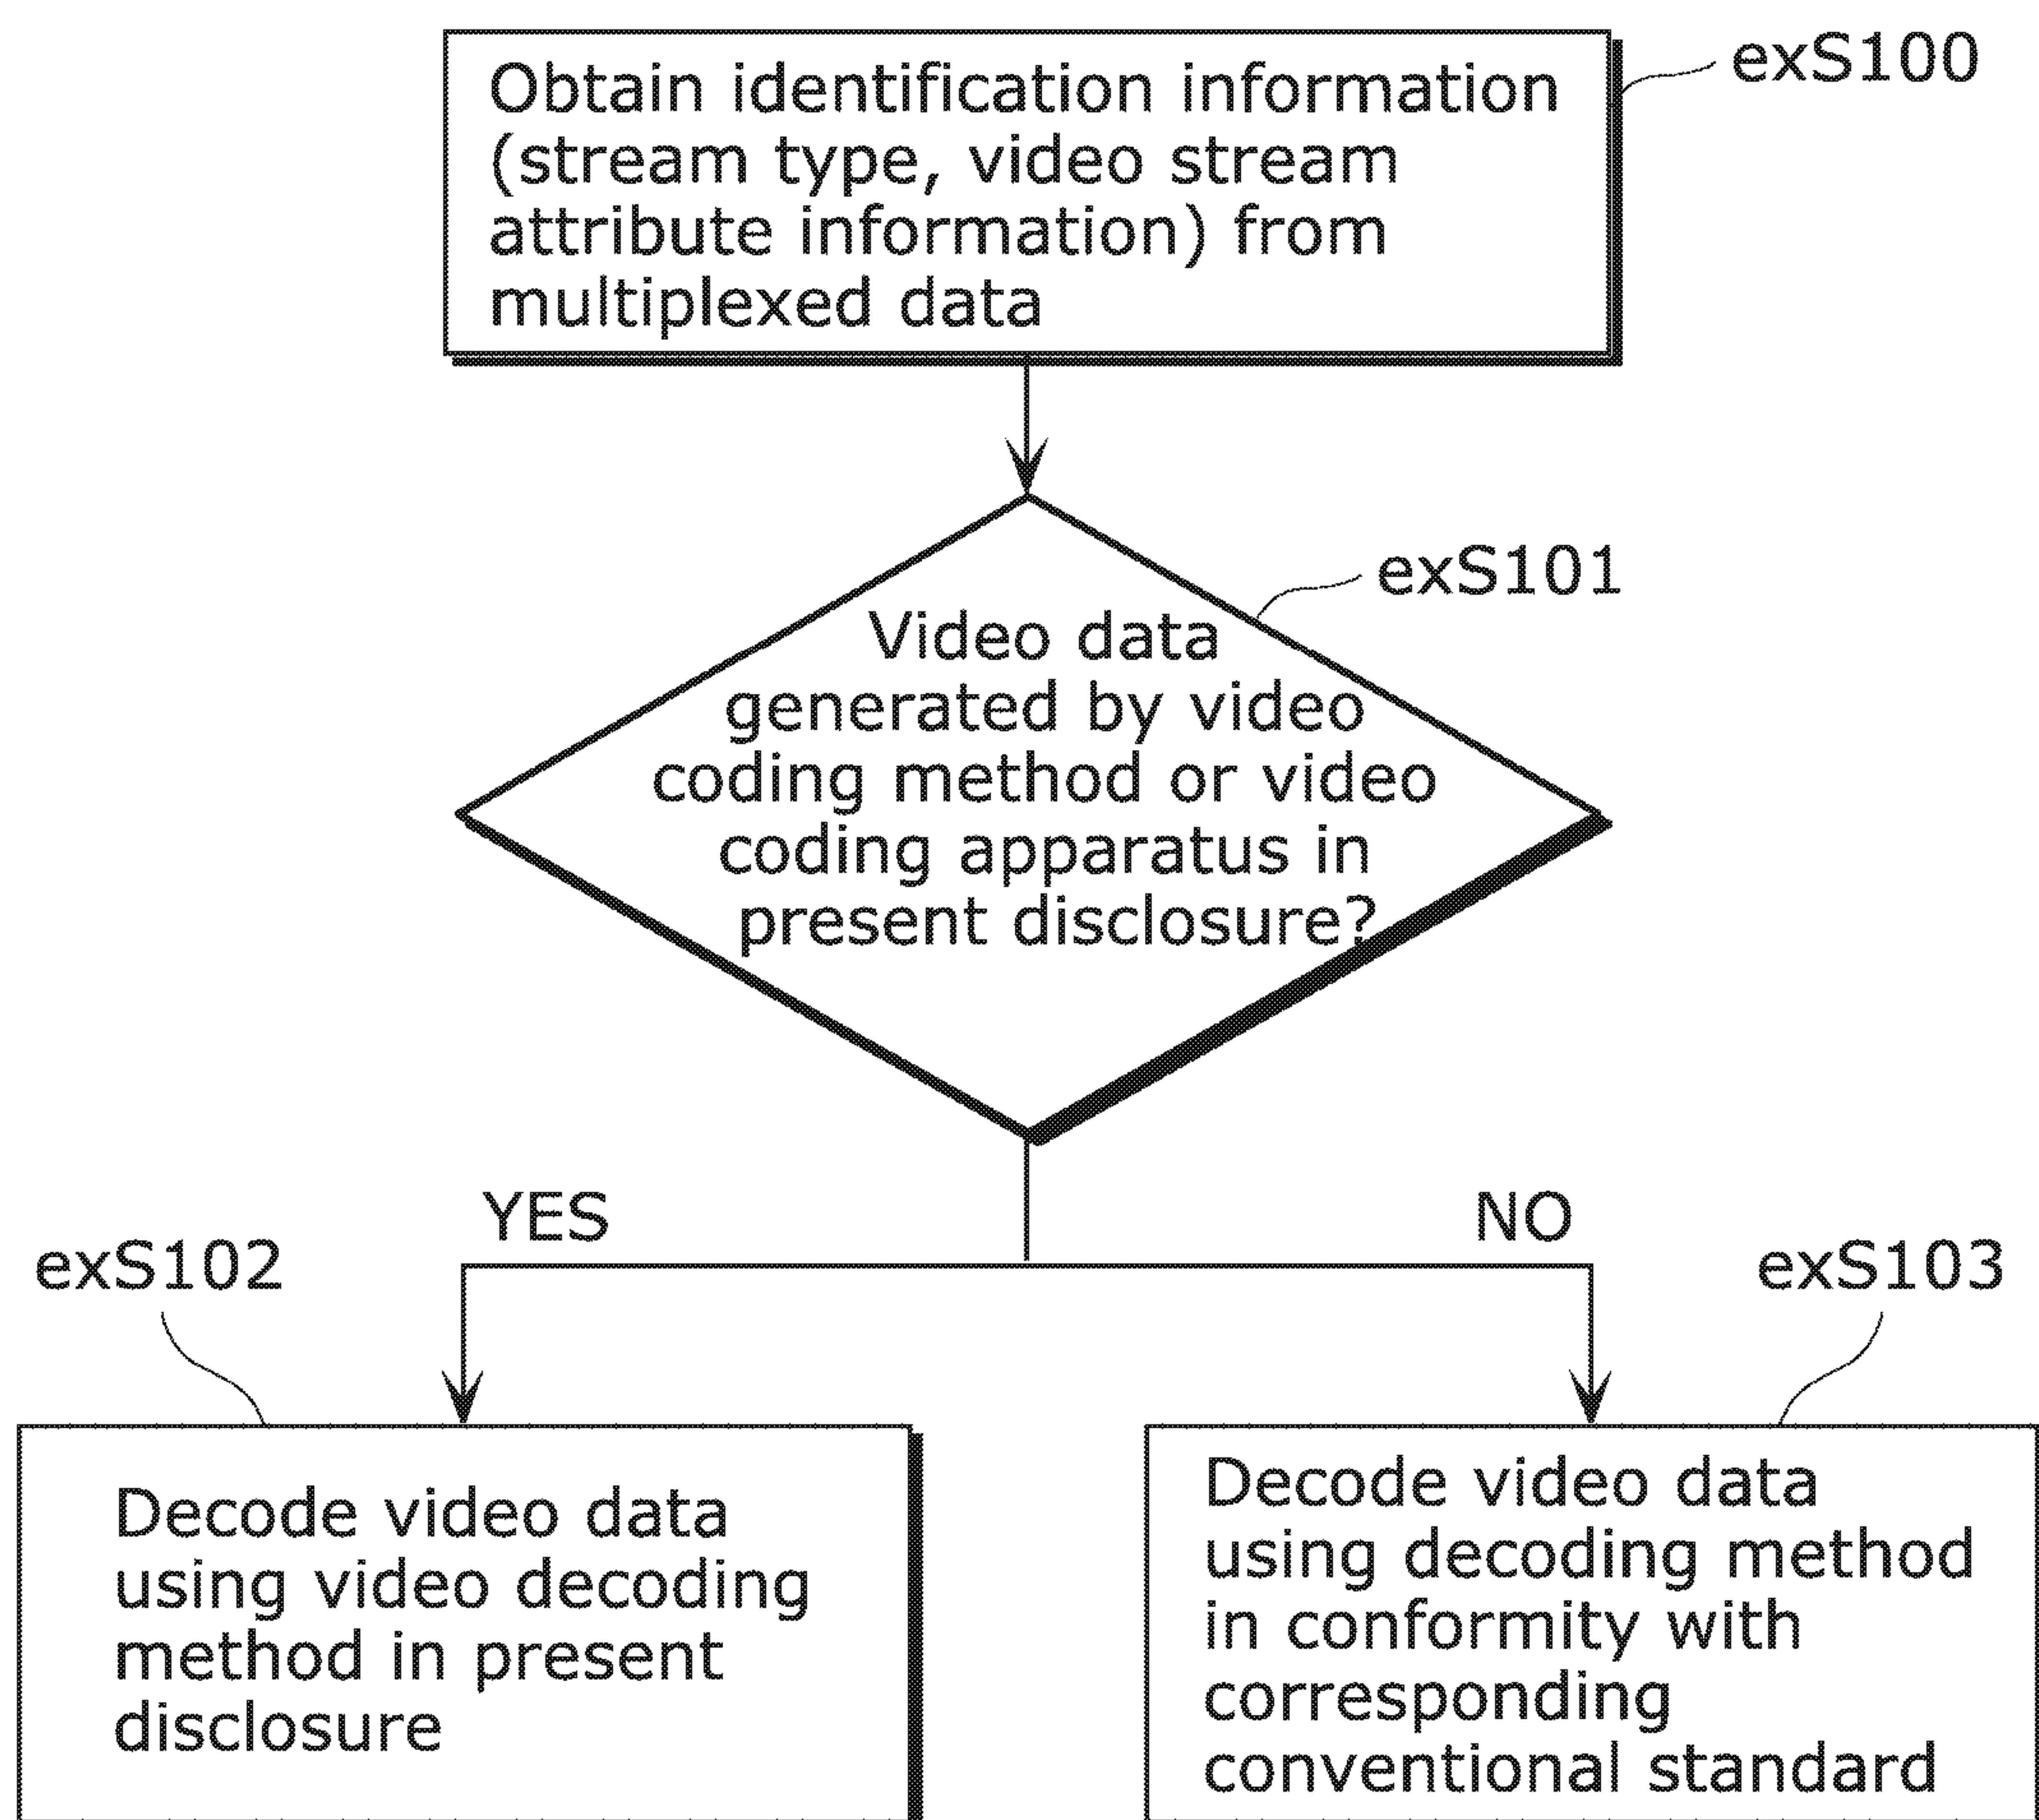 Obtain identification information
(stream type, video stream
attribute information) from
multiplexed data
exS100
exS101
Video data
generated by video
coding method or video
coding apparatus in
present disclosure?
YES
NO
exS102
exS103
Decode video data
using video decoding
method in present
disclosure
Decode video data
using decoding method
in conformity with
corresponding
conventional standard